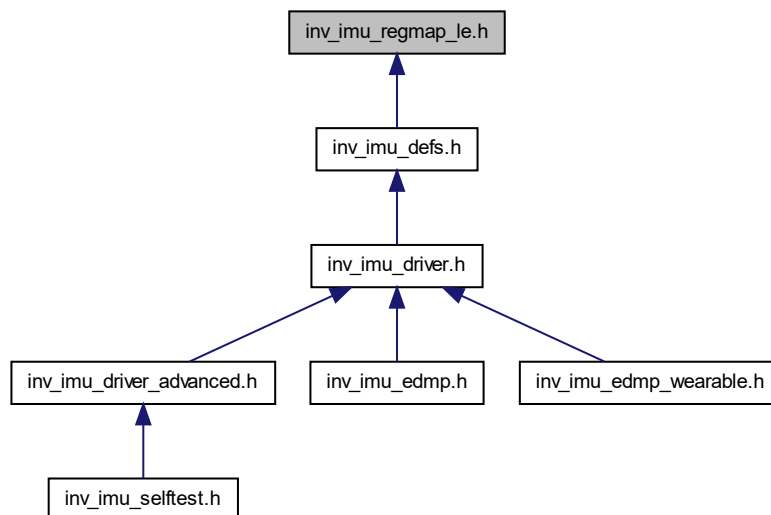 inv_imu_regmap_le.h
inv_imu_defs.h
inv_imu_driver.h
inv_imu_driver_advanced.h
inv_imu_edmp.h
inv_imu_edmp_wearable.h
inv_imu_selftest.h